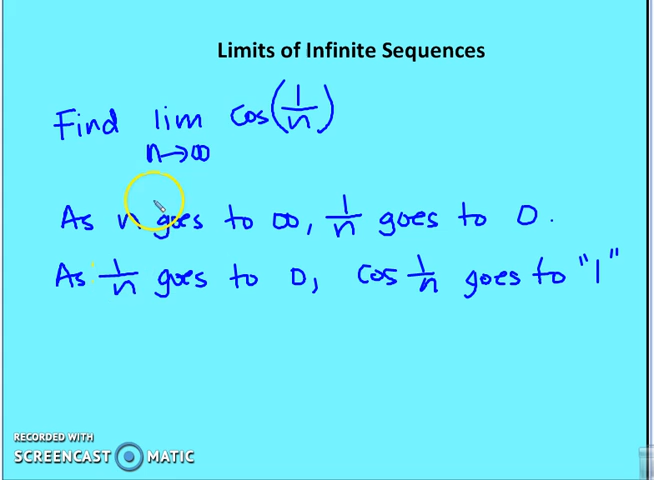 Limits of Infinite Sequences
Find lim cos(1/n)
n→∞
As n goes to ∞, 1/n goes to 0.
As 1/n goes to 0, cos 1/n goes to "1"
RECORDED WITH
SCREENCAST MATIC